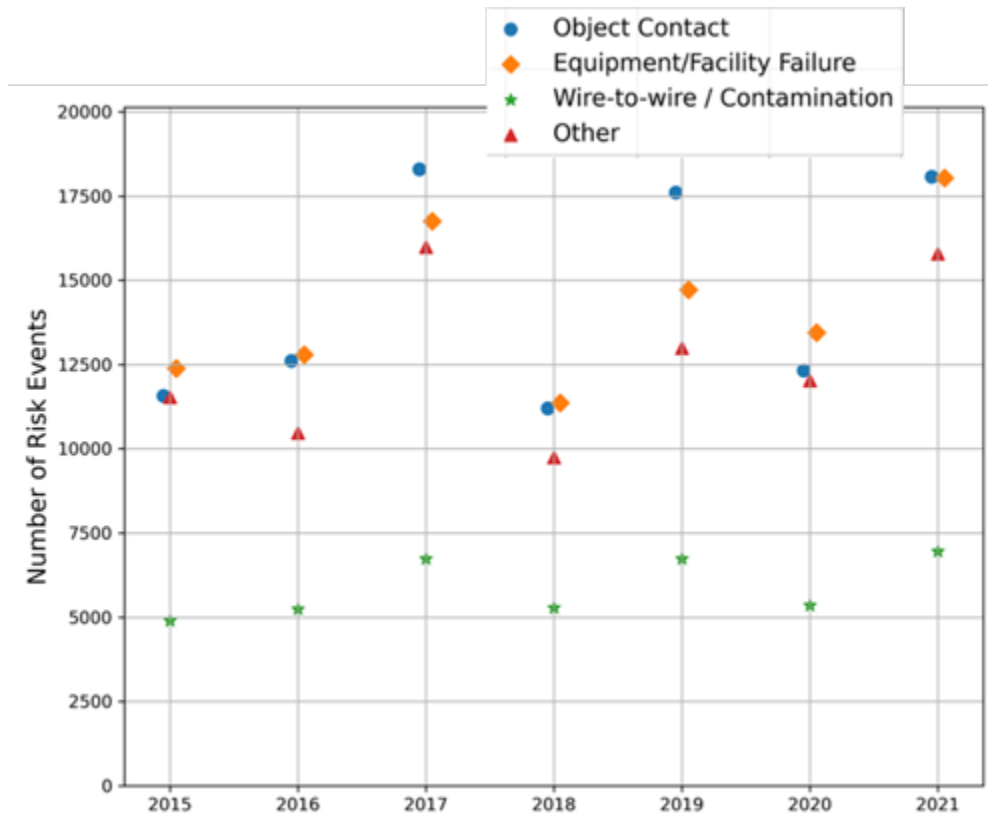 Object Contact
Equipment/Facility Failure
Wire-to-wire / Contamination
Other
20000
17500
15000
12500
10000
7500
5000
2500
0
Number of Risk Events
2015 2016 2017 2018 2019 2020 2021